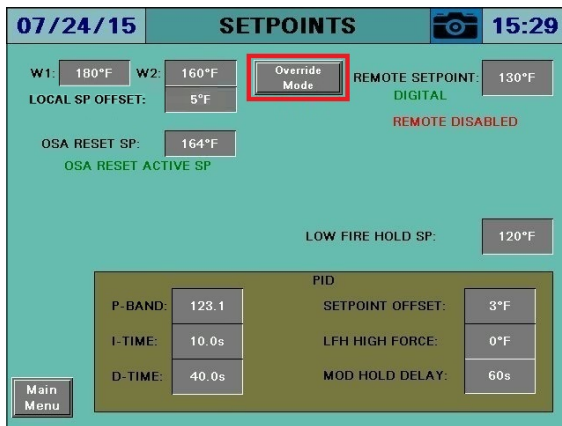 07/24/15 SETPOINTS 15:29
W1: 180°F W2: 160°F Override Mode REMOTE SETPOINT: 130°F
LOCAL SP OFFSET: 5°F DIGITAL
REMOTE DISABLED
OSA RESET SP: 164°F
OSA RESET ACTIVE SP
LOW FIRE HOLD SP: 120°F
PID
P-BAND: 123.1 SETPOINT OFFSET: 3°F
I-TIME: 10.0s LFH HIGH FORCE: 0°F
D-TIME: 40.0s MOD HOLD DELAY: 60s
Main
Menu